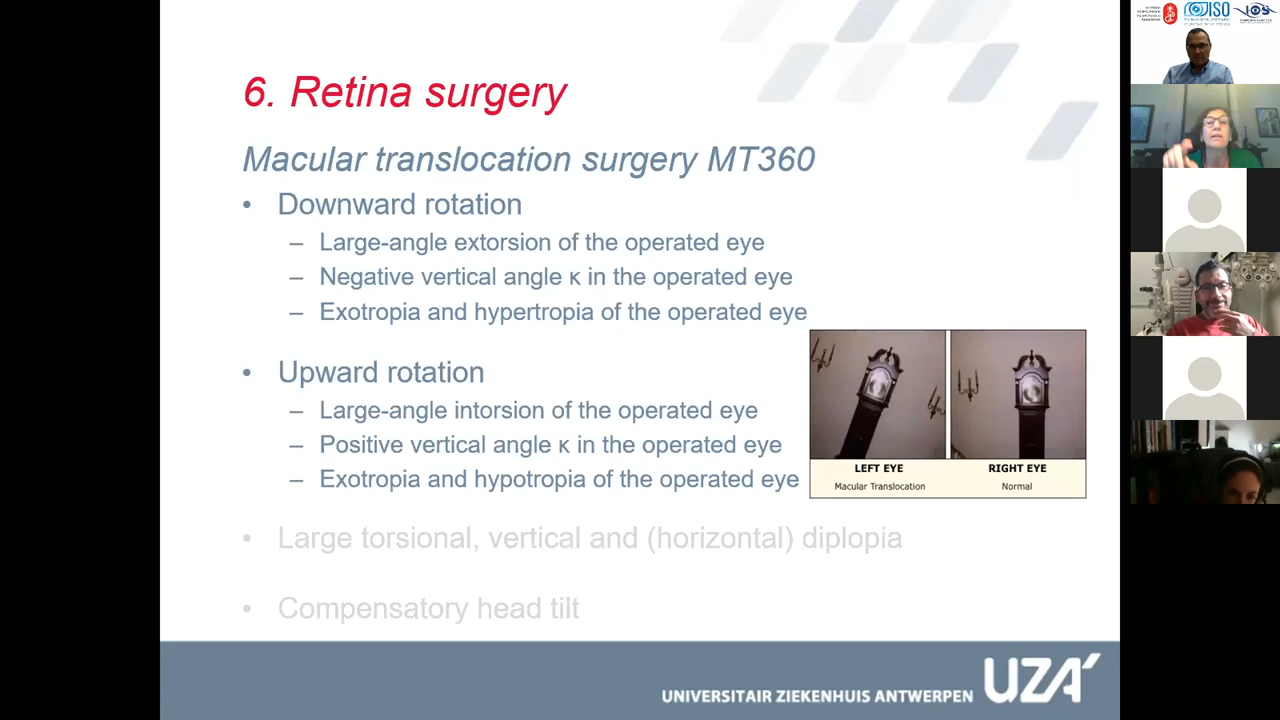 6. Retina surgery
Macular translocation surgery MT360
• Downward rotation
– Large-angle extorsion of the operated eye
– Negative vertical angle κ in the operated eye
– Exotropia and hypertropia of the operated eye
• Upward rotation
– Large-angle intorsion of the operated eye
– Positive vertical angle κ in the operated eye
– Exotropia and hypotropia of the operated eye
LEFT EYE
Macular Translocation
RIGHT EYE
Normal
• Large torsional, vertical and (horizontal) diplopia
• Compensatory head tilt
UNIVERSITAIR ZIEKENHUIS ANTWERPEN
UZA
ISO